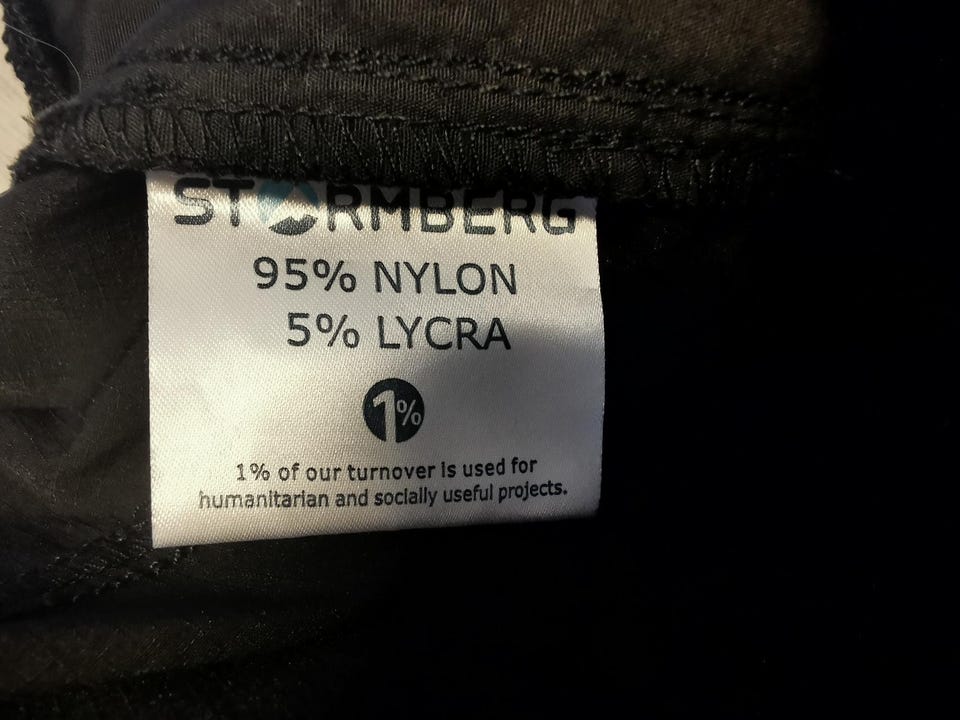 STORMBERG
95% NYLON
5% LYCRA
1%
1% of our turnover is used for
humanitarian and socially useful projects.